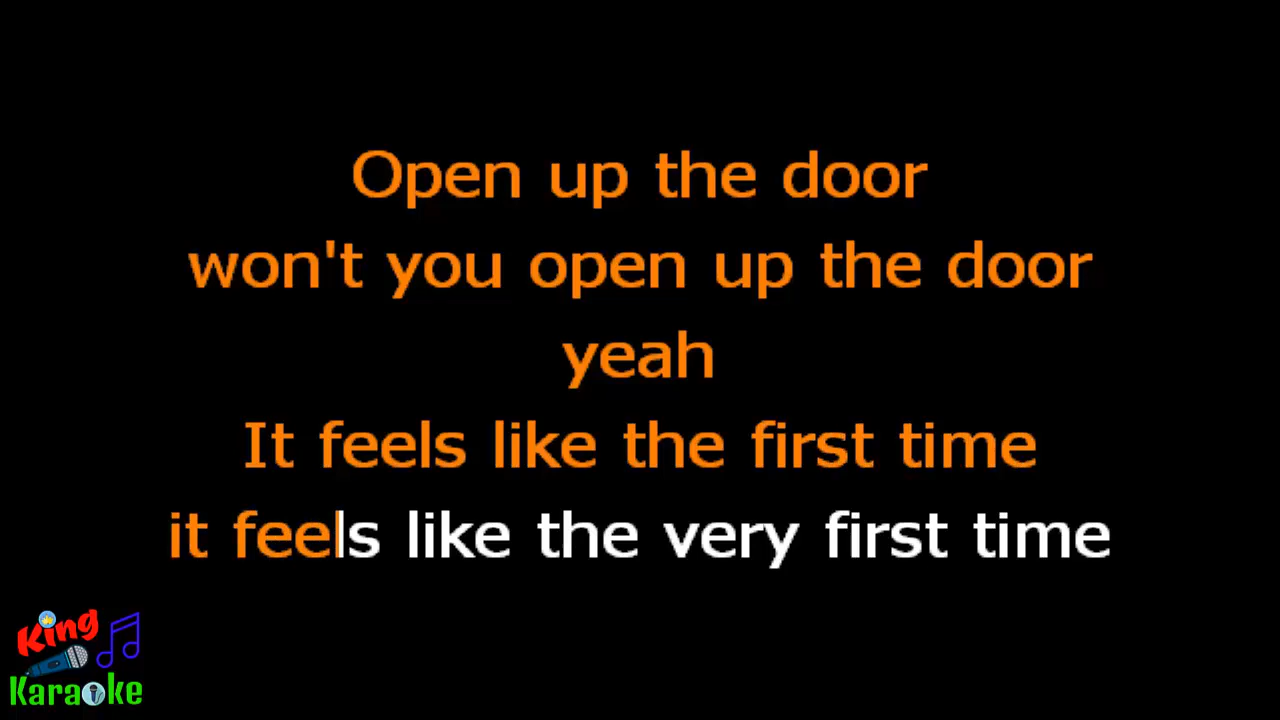 Open up the door
won't you open up the door
yeah
It feels like the first time
it feels like the very first time
King
Karaoke